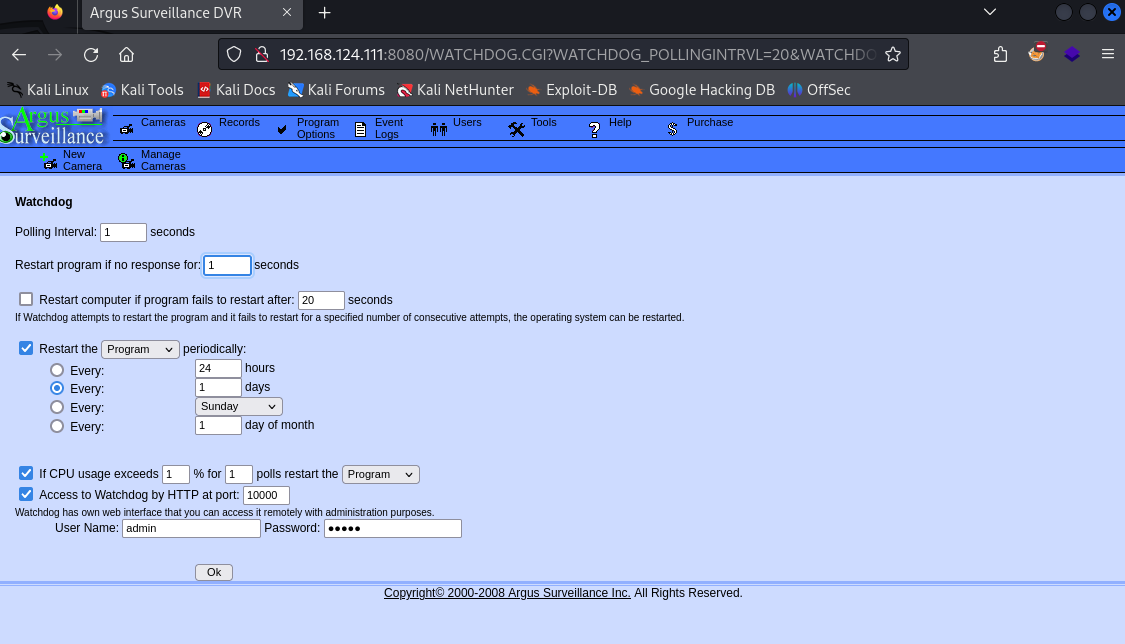 Argus Surveillance DVR
192.168.124.111:8080/WATCHDOG.CGI?WATCHDOG_POLLINGINTRVL=20&WATCHDO
Kali Linux Kali Tools Kali Docs Kali Forums Kali NetHunter Exploit-DB Google Hacking DB OffSec
Argus
Surveillance
Cameras Records Program Options Event Logs Users Tools Help Purchase
New Camera Manage Cameras
Watchdog
Polling Interval: 1 seconds
Restart program if no response for: 1 seconds
Restart computer if program fails to restart after: 20 seconds
If Watchdog attempts to restart the program and it fails to restart for a specified number of consecutive attempts, the operating system can be restarted.
Restart the Program periodically:
Every: 24 hours
Every: 1 days
Every: Sunday
Every: 1 day of month
If CPU usage exceeds 1 % for 1 polls restart the Program
Access to Watchdog by HTTP at port: 10000
Watchdog has own web interface that you can access it remotely with administration purposes.
User Name: admin Password: ●●●●●
Ok
Copyright© 2000-2008 Argus Surveillance Inc. All Rights Reserved.